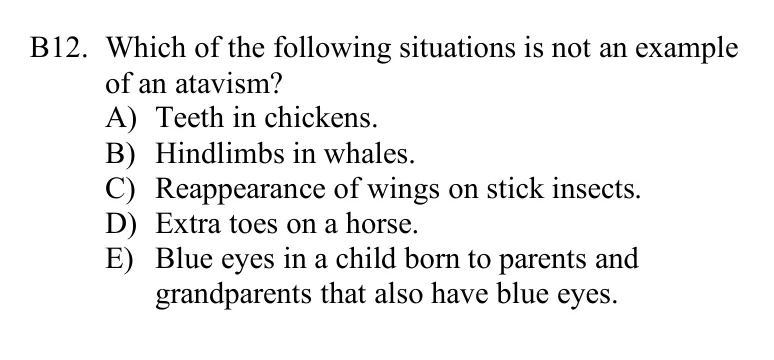 B12. Which of the following situations is not an example
of an atavism?
A) Teeth in chickens.
B) Hindlimbs in whales.
C) Reappearance of wings on stick insects.
D) Extra toes on a horse.
E) Blue eyes in a child born to parents and
grandparents that also have blue eyes.